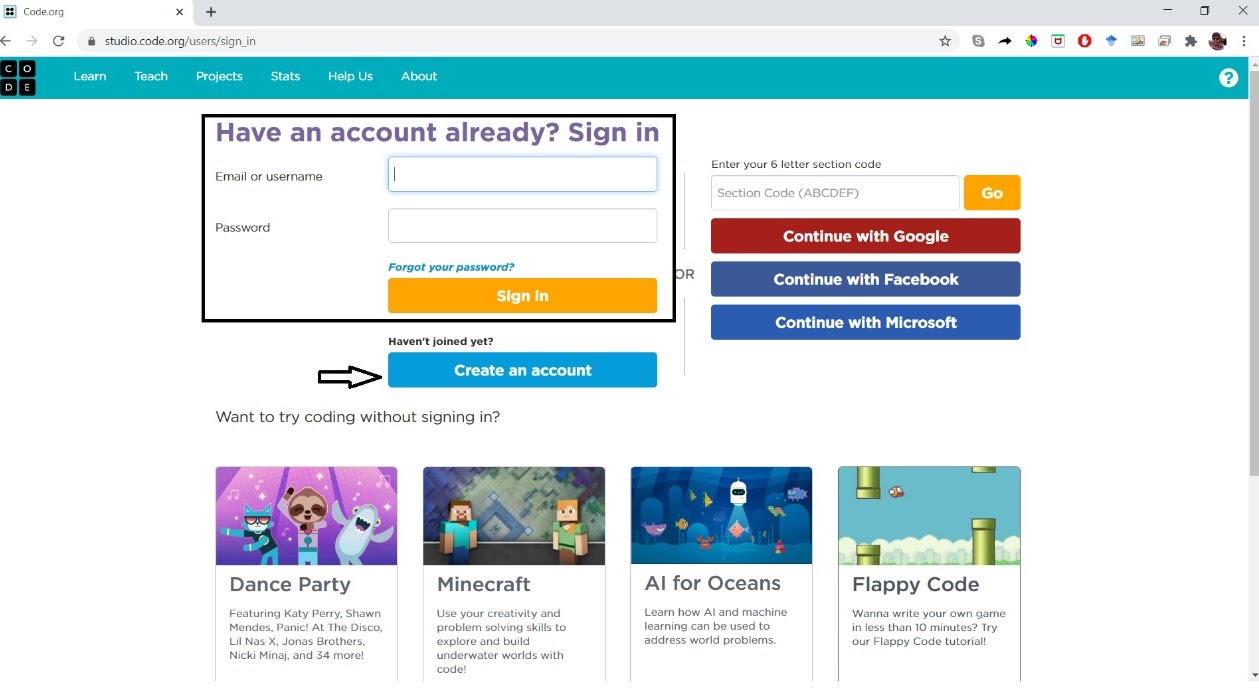 Code.org
studio.code.org/users/sign_in
C O
D E
Learn Teach Projects Stats Help Us About
?
Have an account already? Sign in
Email or username
Password
Forgot your password?
Sign in
Haven't joined yet?
Create an account
OR
Enter your 6 letter section code
Section Code (ABCDEF)
Go
Continue with Google
Continue with Facebook
Continue with Microsoft
Want to try coding without signing in?
Dance Party
Featuring Katy Perry, Shawn
Mendes, Panic! At The Disco,
Lil Nas X, Jonas Brothers,
Nicki Minaj, and 34 more!
Minecraft
Use your creativity and
problem solving skills to
explore and build
underwater worlds with
code!
AI for Oceans
Learn how AI and machine
learning can be used to
address world problems.
Flappy Code
Wanna write your own game
in less than 10 minutes? Try
our Flappy Code tutorial!